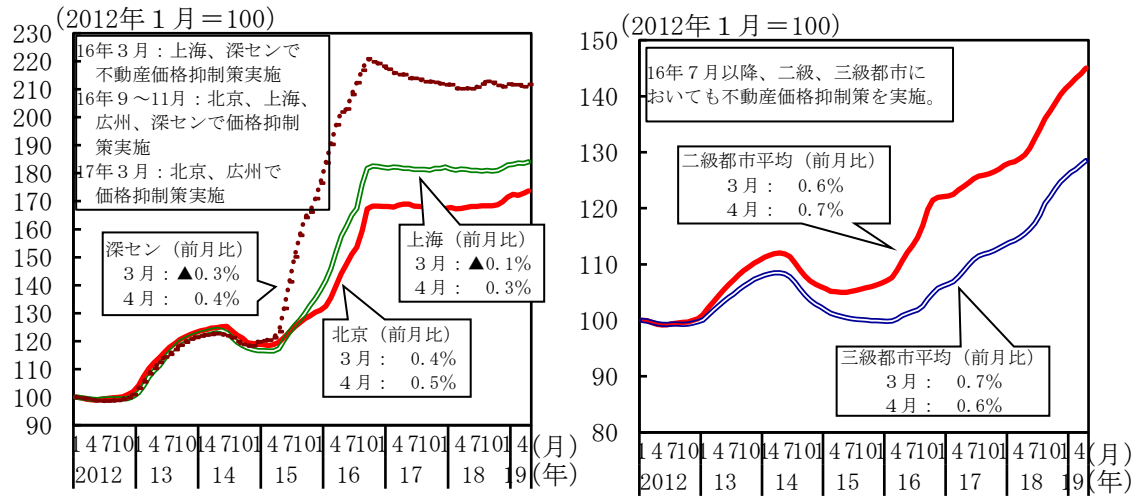 (2012年１月＝100)
230
220
210
200
190
180
170
160
150
140
130
120
110
100
90
16年３月：上海、深センで
不動産価格抑制策実施
16年９～11月：北京、上海、
広州、深センで価格抑制
策実施
17年３月：北京、広州で
価格抑制策実施
深セン（前月比）
３月：▲0.3%
４月： 0.4%
上海（前月比）
３月：▲0.1%
４月： 0.3%
北京（前月比）
３月： 0.4%
４月： 0.5%
1 4 7 10 1 4 7 10 1 4 7 10 1 4 7 10 1 4 7 10 1 4 7 10 1 4 7 10 1 4 (月)
2012 13 14 15 16 17 18 19 (年)
(2012年１月＝100)
150
140
130
120
110
100
90
80
16年７月以降、二級、三級都市に
おいても不動産価格抑制策を実施。
二級都市平均（前月比）
３月： 0.6%
４月： 0.7%
三級都市平均（前月比）
３月： 0.7%
４月： 0.6%
1 4 7 10 1 4 7 10 1 4 7 10 1 4 7 10 1 4 7 10 1 4 7 10 1 4 7 10 1 4 (月)
2012 13 14 15 16 17 18 19 (年)